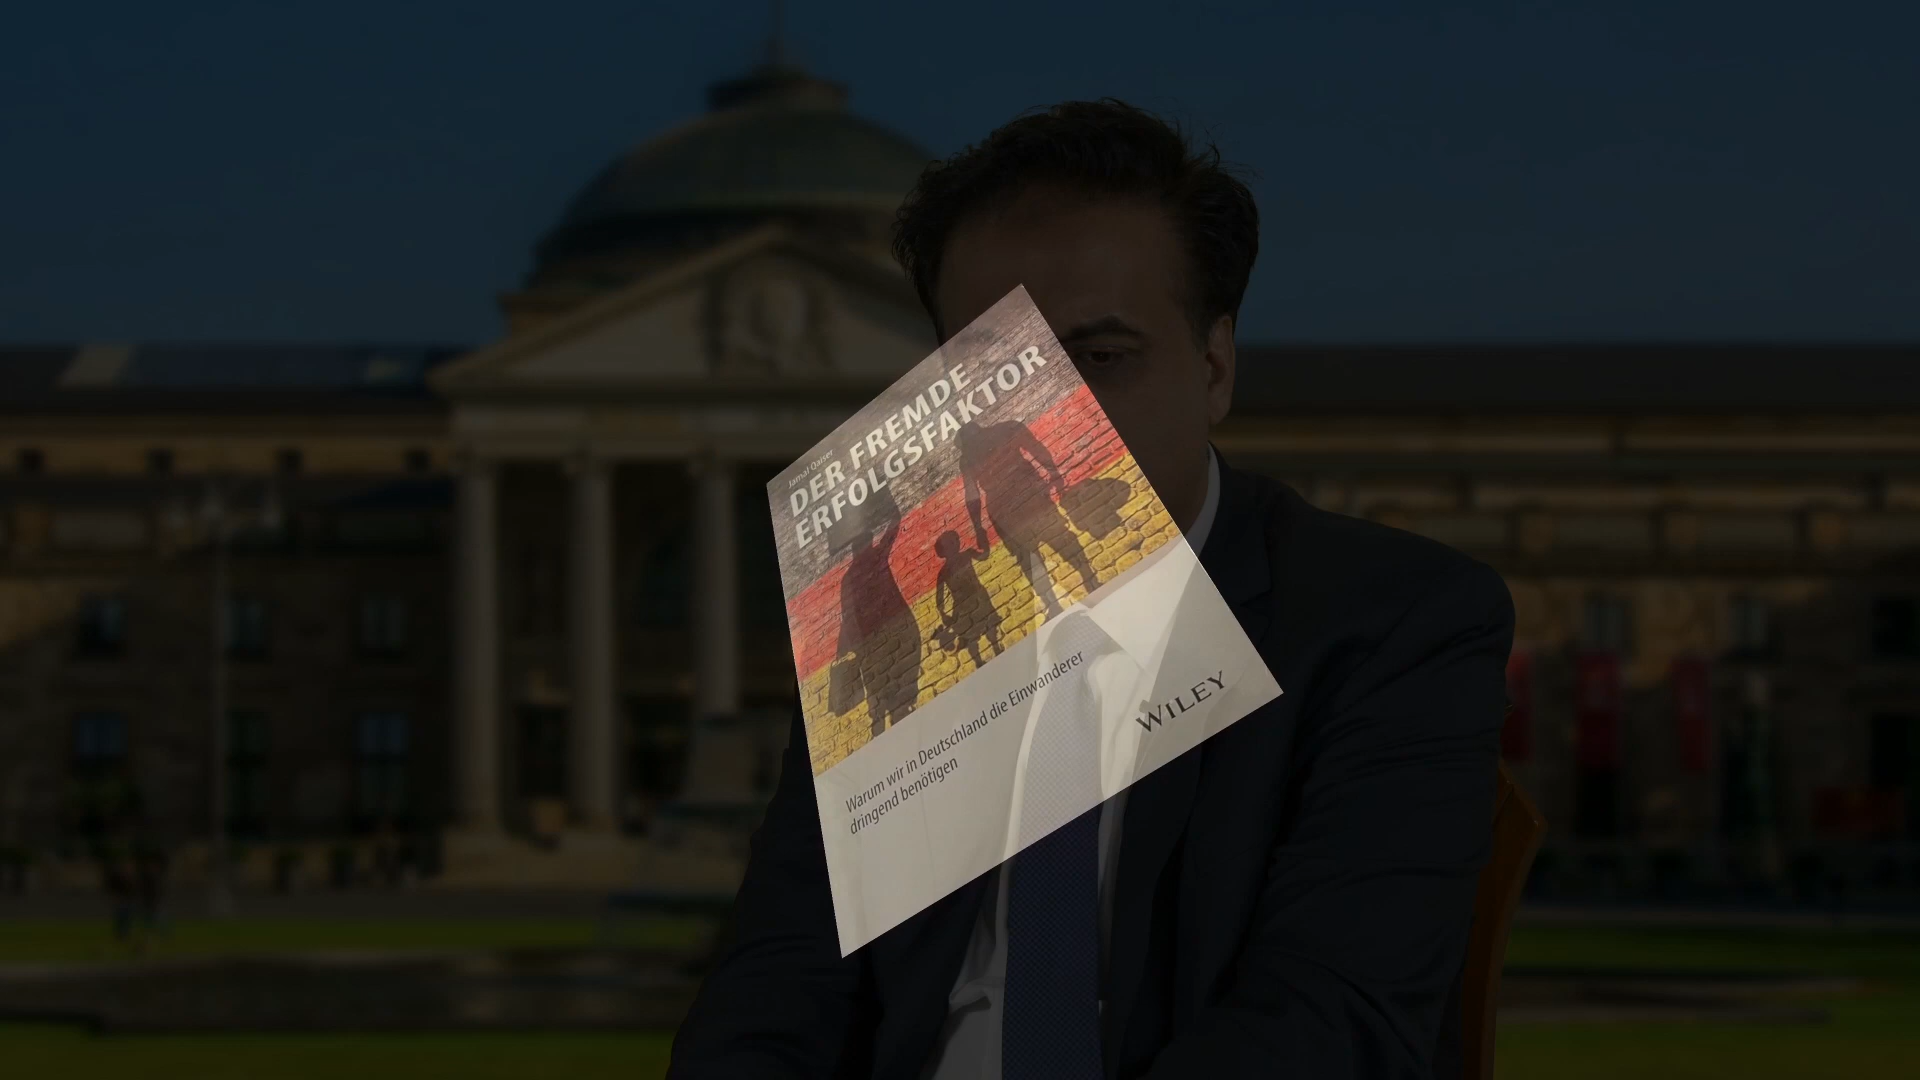 Jamal Qaiser
DER FREMDE
ERFOLGSFAKTOR
Warum wir in Deutschland die Einwanderer
dringend benötigen
WILEY